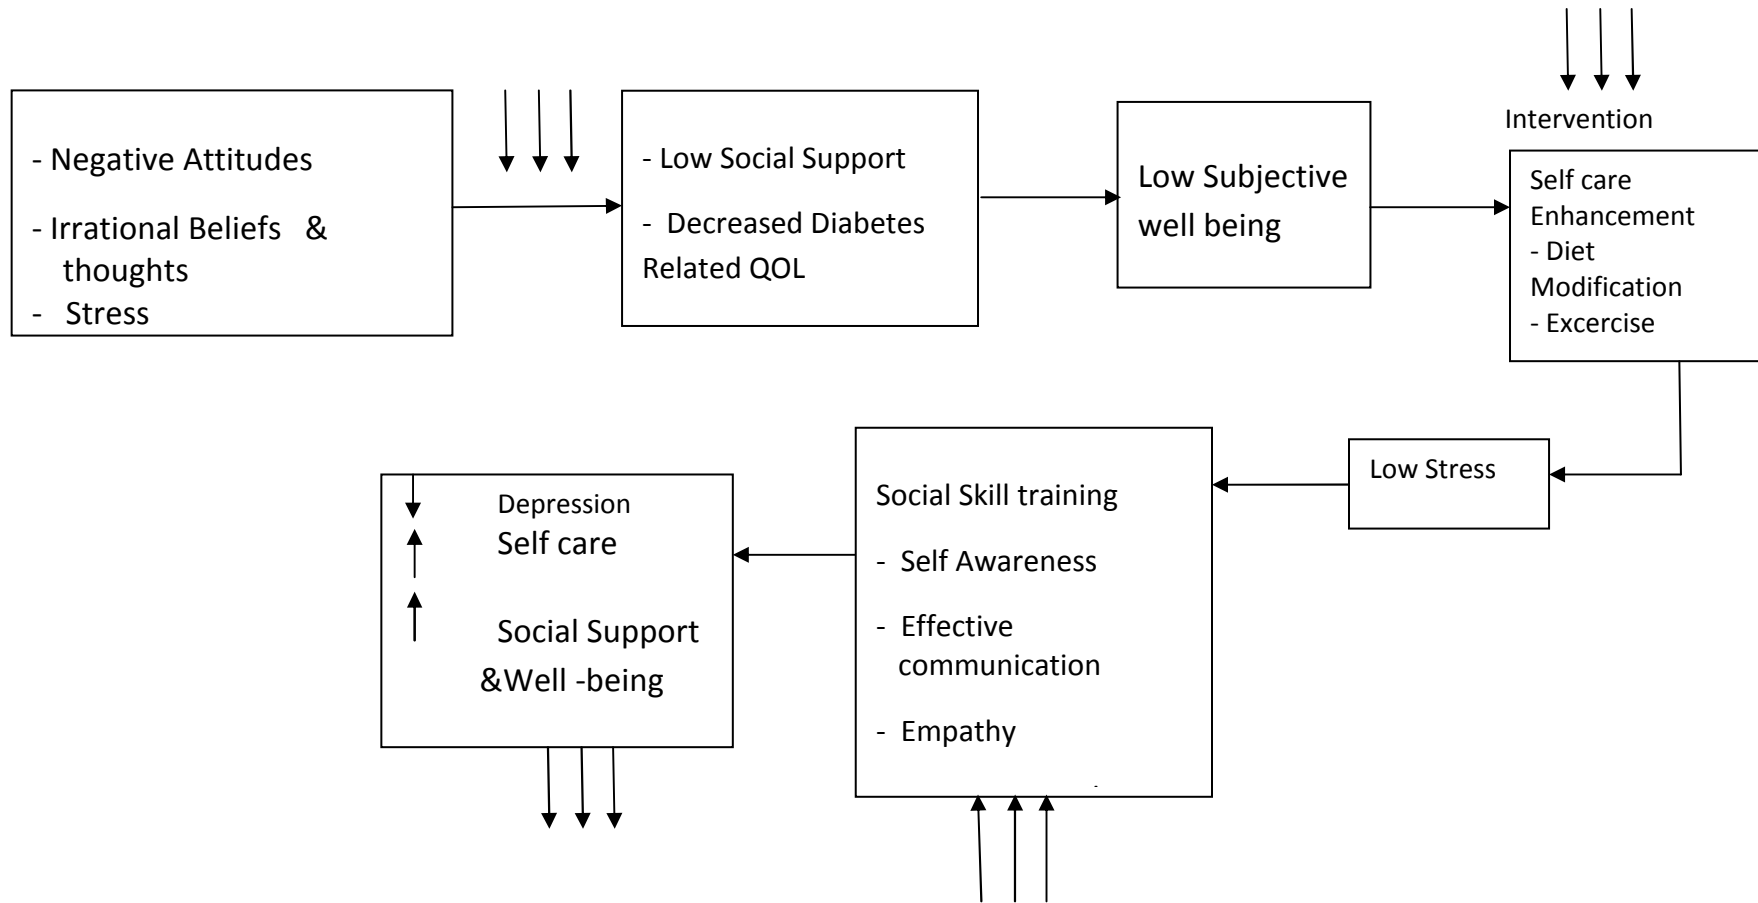 - Negative Attitudes
- Irrational Beliefs &
thoughts
- Stress
- Low Social Support
- Decreased Diabetes
Related QOL
Low Subjective
well being
Intervention
Self care
Enhancement
- Diet
Modification
- Excercise
Low Stress
Social Skill training
- Self Awareness
- Effective
communication
- Empathy
Depression
Self care
Social Support
&Well -being